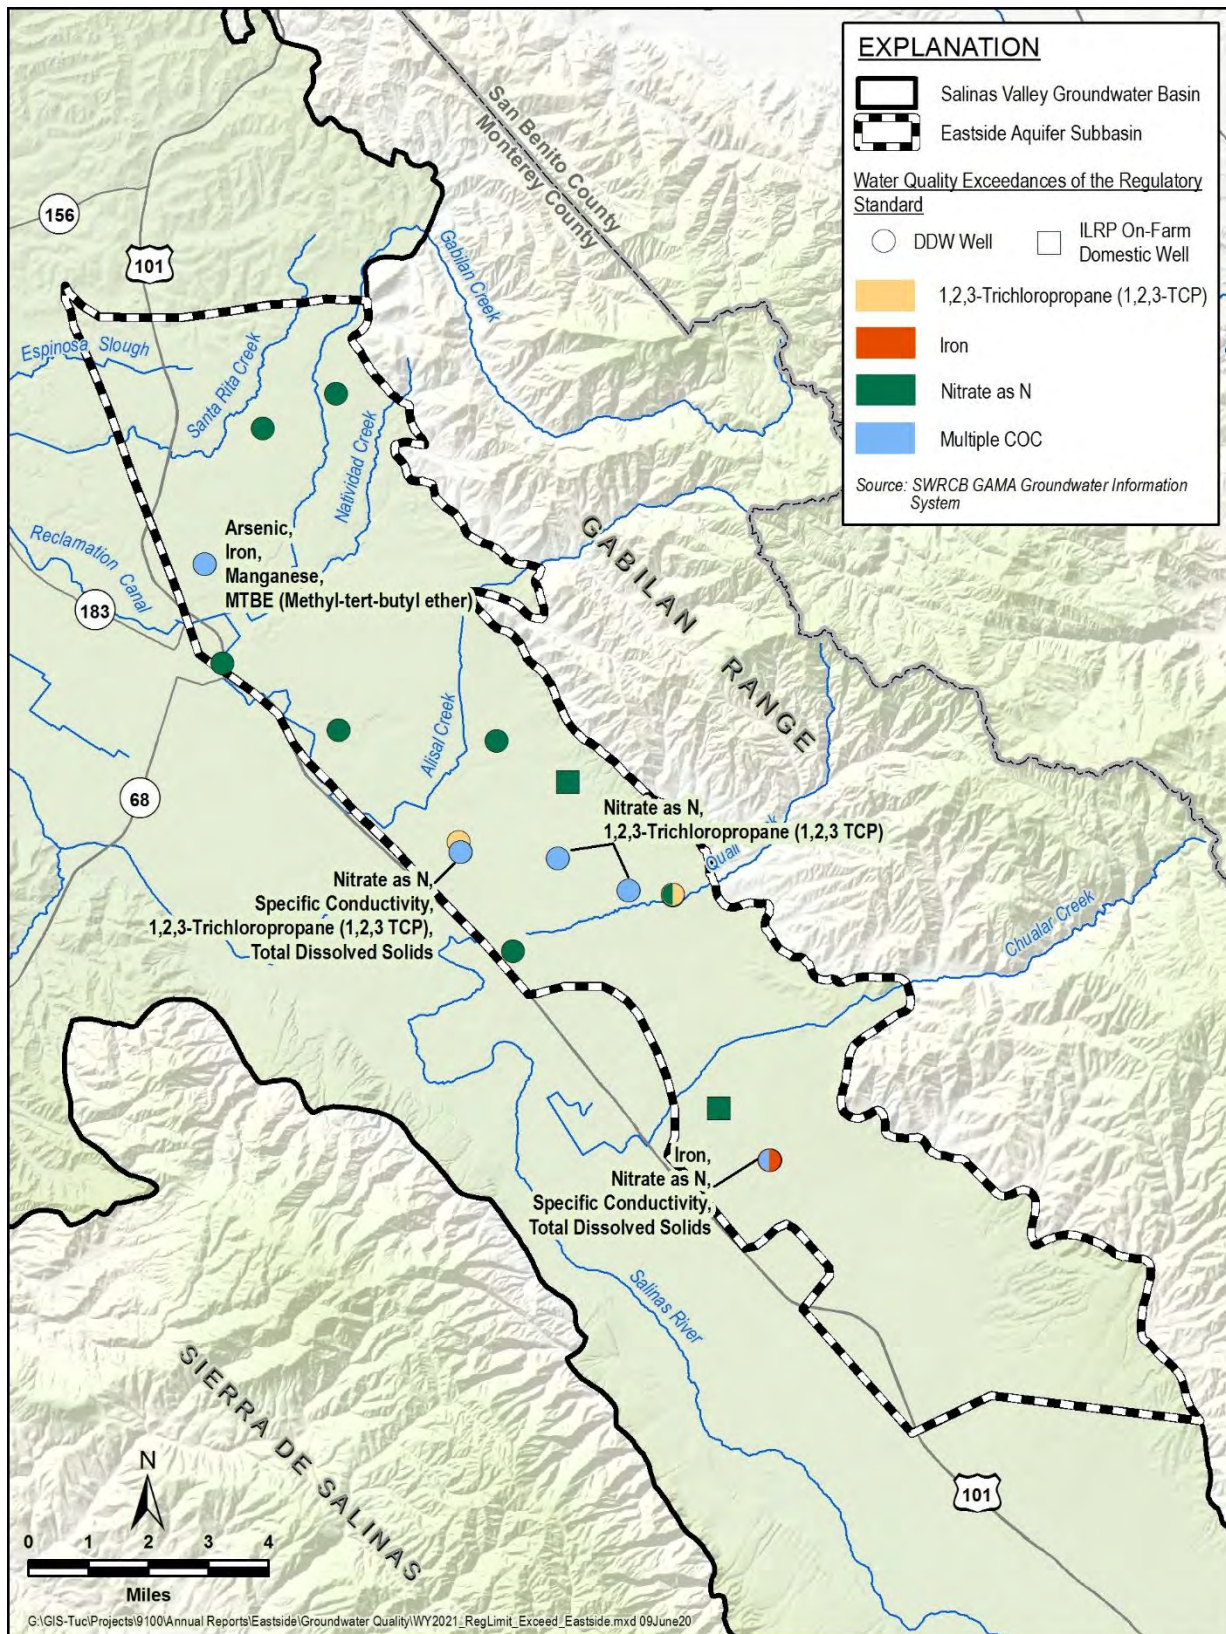 EXPLANATION
Salinas Valley Groundwater Basin
Eastside Aquifer Subbasin
Water Quality Exceedances of the Regulatory
Standard
DDW Well
ILRP On-Farm
Domestic Well
1,2,3-Trichloropropane (1,2,3-TCP)
Iron
Nitrate as N
Multiple COC
Source: SWRCB GAMA Groundwater Information
System
San Benito County
Monterey County
156
101
Gabilan Creek
Espinosa Slough
Santa Rita Creek
Natividad Creek
Reclamation Canal
183
Arsenic,
Iron,
Manganese,
MTBE (Methyl-tert-butyl ether)
GABILAN RANGE
Alisal Creek
68
Nitrate as N,
1,2,3-Trichloropropane (1,2,3 TCP)
Quail
Nitrate as N,
Specific Conductivity,
1,2,3-Trichloropropane (1,2,3 TCP),
Total Dissolved Solids
Chualar Creek
Iron,
Nitrate as N,
Specific Conductivity,
Total Dissolved Solids
Salinas River
SIERRA DE SALINAS
101
N
0 1 2 3 4
Miles
G:\GIS-Tuc\Projects\9100\Annual Reports\Eastside\Groundwater Quality\WY2021_RegLimit_Exceed_Eastside.mxd 09June20